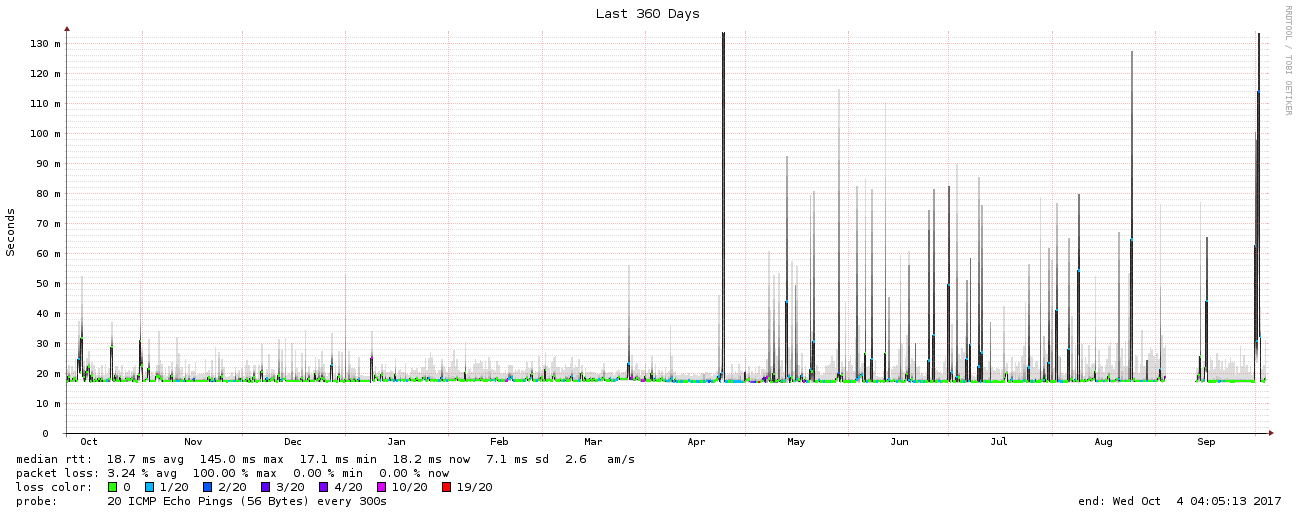 Last 360 Days
RRDTOOL / TOBI OETIKER
Seconds
130 m
120 m
110 m
100 m
90 m
80 m
70 m
60 m
50 m
40 m
30 m
20 m
10 m
0
Oct Nov Dec Jan Feb Mar Apr May Jun Jul Aug Sep
median rtt: 18.7 ms avg 145.0 ms max 17.1 ms min 18.2 ms now 7.1 ms sd 2.6 am/s
packet loss: 3.24 % avg 100.00 % max 0.00 % min 0.00 % now
loss color: 0 1/20 2/20 3/20 4/20 10/20 19/20
probe: 20 ICMP Echo Pings (56 Bytes) every 300s end: Wed Oct 4 04:05:13 2017